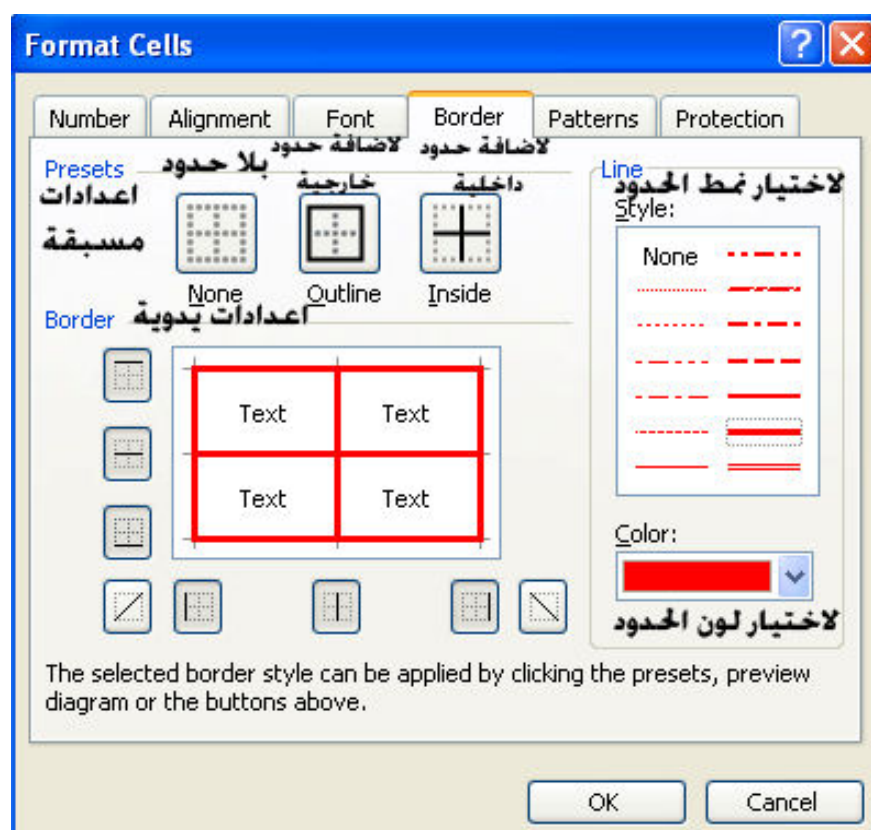 Format Cells
Number Alignment Font Border Patterns Protection
Presets
اعدادات
مسبقة
بلا حدود
لاضافة حدود
خارجية
لاضافة حدود
داخلية
None Outline Inside
Border
اعدادات يدوية
Text Text
Text Text
Line
لاختيار نمط الحدود
Style:
None
Color:
لاختيار لون الحدود
The selected border style can be applied by clicking the presets, preview
diagram or the buttons above.
OK Cancel